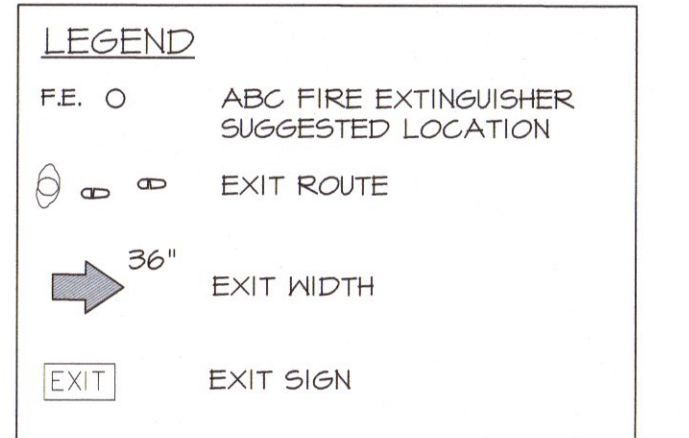 LEGEND
F.E. ABC FIRE EXTINGUISHER
SUGGESTED LOCATION
EXIT ROUTE
36"
EXIT WIDTH
EXIT EXIT SIGN